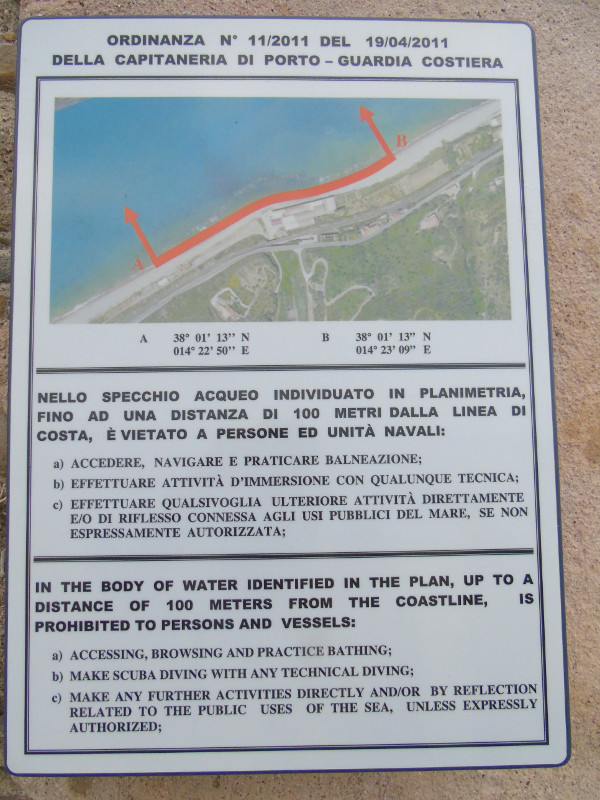 ORDINANZA N° 11/2011 DEL 19/04/2011
DELLA CAPITANERIA DI PORTO – GUARDIA COSTIERA
B
A
A 38° 01' 13'' N B 38° 01' 13'' N
014° 22' 50'' E 014° 23' 09'' E
NELLO SPECCHIO ACQUEO INDIVIDUATO IN PLANIMETRIA,
FINO AD UNA DISTANZA DI 100 METRI DALLA LINEA DI
COSTA, È VIETATO A PERSONE ED UNITÀ NAVALI:
a) ACCEDERE, NAVIGARE E PRATICARE BALNEAZIONE;
b) EFFETTUARE ATTIVITÀ D'IMMERSIONE CON QUALUNQUE TECNICA;
c) EFFETTUARE QUALSIVOGLIA ULTERIORE ATTIVITÀ DIRETTAMENTE
E/O DI RIFLESSO CONNESSA AGLI USI PUBBLICI DEL MARE, SE NON
ESPRESSAMENTE AUTORIZZATA;
IN THE BODY OF WATER IDENTIFIED IN THE PLAN, UP TO A
DISTANCE OF 100 METERS FROM THE COASTLINE, IS
PROHIBITED TO PERSONS AND VESSELS:
a) ACCESSING, BROWSING AND PRACTICE BATHING;
b) MAKE SCUBA DIVING WITH ANY TECHNICAL DIVING;
c) MAKE ANY FURTHER ACTIVITIES DIRECTLY AND/OR BY REFLECTION
RELATED TO THE PUBLIC USES OF THE SEA, UNLESS EXPRESSLY
AUTHORIZED;